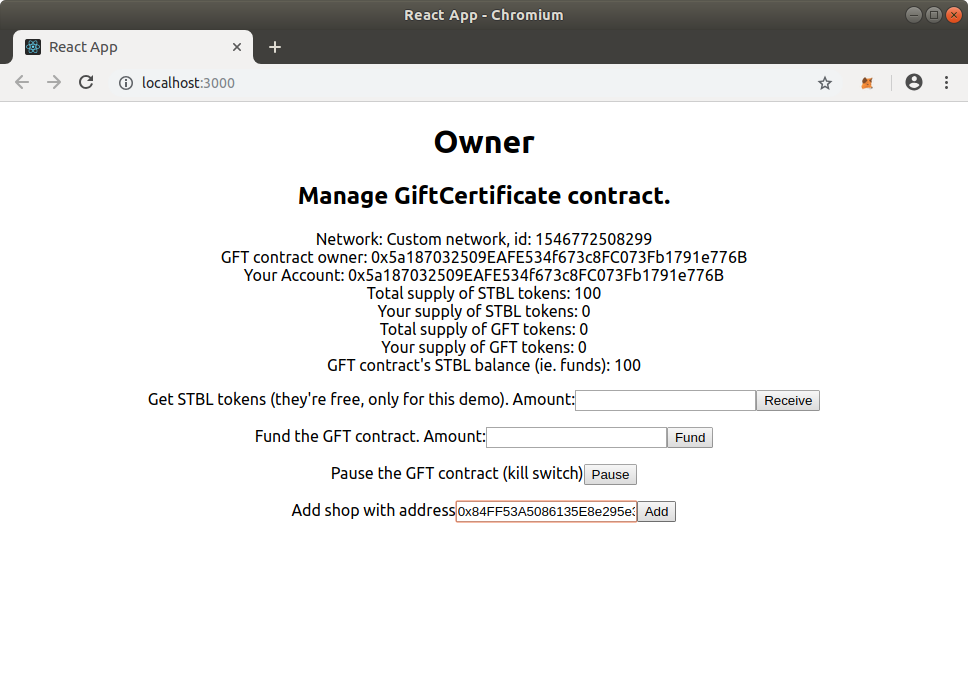 React App - Chromium
React App
localhost:3000
Owner
Manage GiftCertificate contract.
Network: Custom network, id: 1546772508299
GFT contract owner: 0x5a187032509EAFE534f673c8FC073Fb1791e776B
Your Account: 0x5a187032509EAFE534f673c8FC073Fb1791e776B
Total supply of STBL tokens: 100
Your supply of STBL tokens: 0
Total supply of GFT tokens: 0
Your supply of GFT tokens: 0
GFT contract's STBL balance (ie. funds): 100
Get STBL tokens (they're free, only for this demo). Amount: Receive
Fund the GFT contract. Amount: Fund
Pause the GFT contract (kill switch) Pause
Add shop with address 0x84FF53A5086135E8e295e3 Add